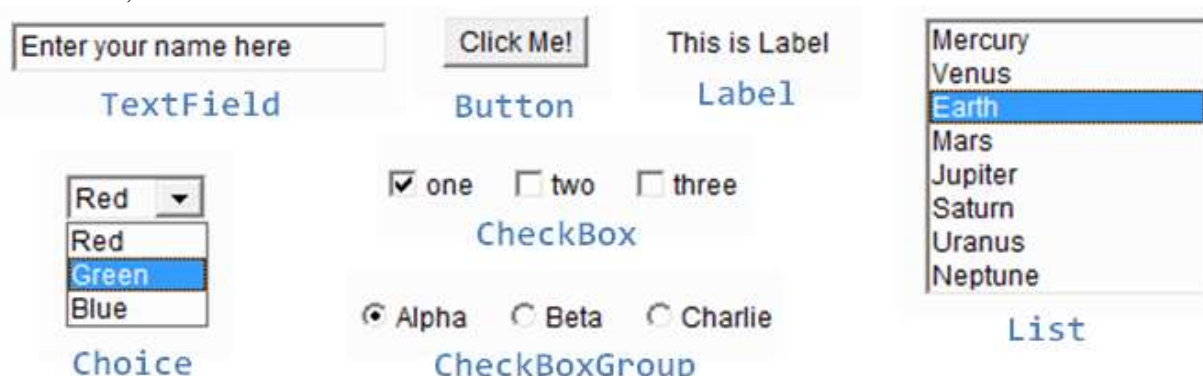 Enter your name here
TextField
Click Me!
Button
This is Label
Label
Mercury
Venus
Earth
Mars
Jupiter
Saturn
Uranus
Neptune
List
Red
Red
Green
Blue
Choice
one two three
CheckBox
Alpha Beta Charlie
CheckBoxGroup